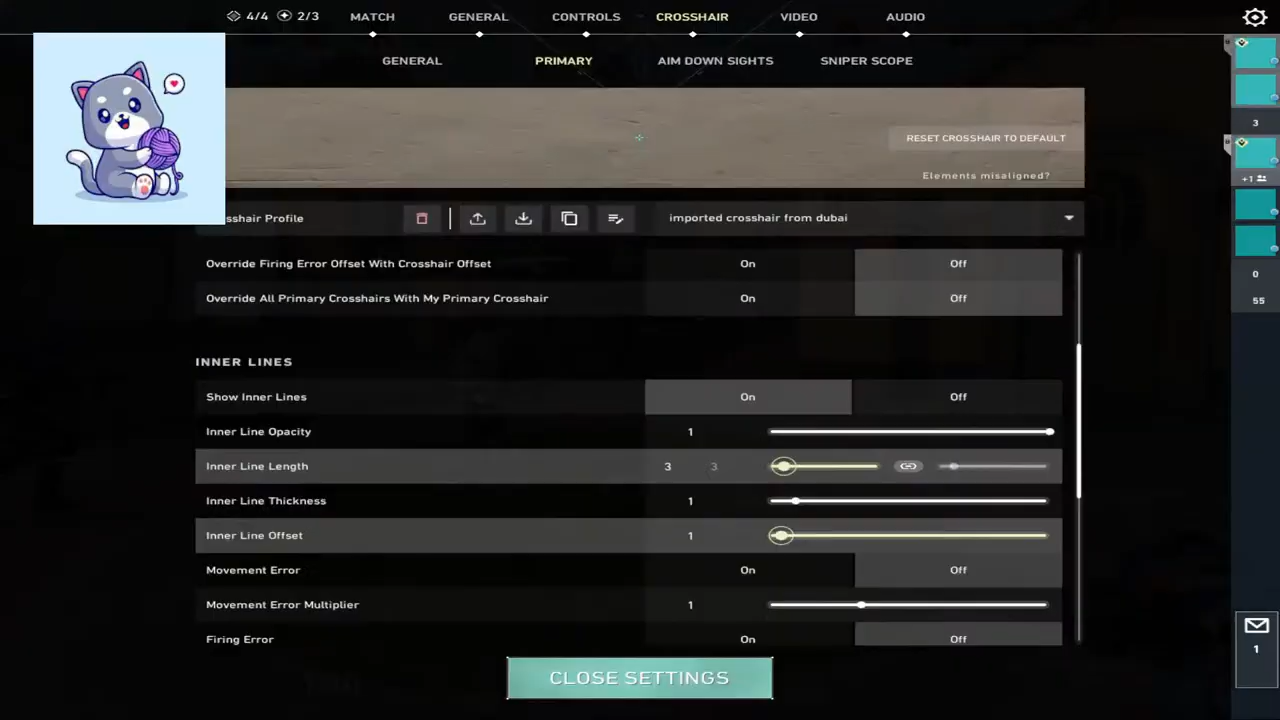 4/4 2/3 MATCH GENERAL CONTROLS CROSSHAIR VIDEO AUDIO
GENERAL PRIMARY AIM DOWN SIGHTS SNIPER SCOPE
RESET CROSSHAIR TO DEFAULT
Elements misaligned?
sshair Profile imported crosshair from dubai
Override Firing Error Offset With Crosshair Offset On Off
Override All Primary Crosshairs With My Primary Crosshair On Off
INNER LINES
Show Inner Lines On Off
Inner Line Opacity 1
Inner Line Length 3 3
Inner Line Thickness 1
Inner Line Offset 1
Movement Error On Off
Movement Error Multiplier 1
Firing Error On Off
CLOSE SETTINGS
3
+1
0
55
1